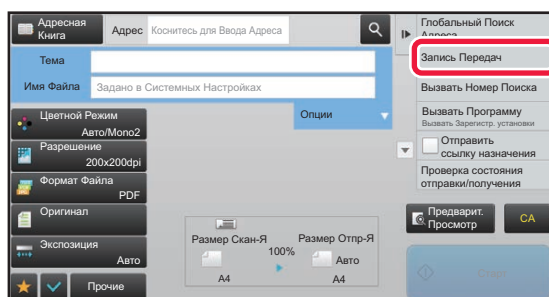 Адресная
Книга
Адрес
Коснитесь для Ввода Адреса
Тема
Имя Файла
Задано в Системных Настройках
Опции
Цветной Режим
Авто/Mono2
Разрешение
200x200dpi
Формат Файла
PDF
Оригинал
Экспозиция
Авто
Прочие
Размер Скан-Я
100%
Размер Отпр-Я
Авто
A4
A4
Глобальный Поиск
Адреса
Запись Передач
Вызвать Номер Поиска
Вызвать Программу
Вызвать Зарегистр. установки
Отправить
ссылку назначения
Проверка состояния
отправки/получения
Предварит.
Просмотр
CA
Старт